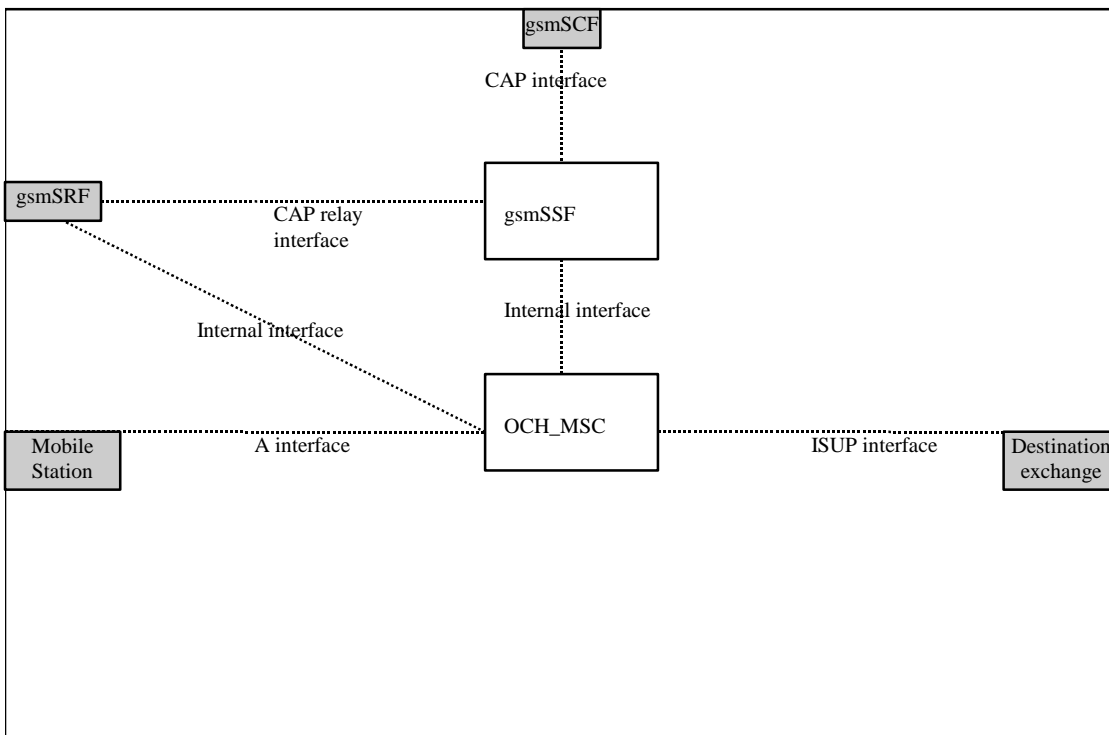 gsmSCF
CAP interface
gsmSRF
CAP relay
interface
gsmSSF
Internal interface
Internal interface
OCH_MSC
Mobile
Station
A interface
ISUP interface
Destination
exchange